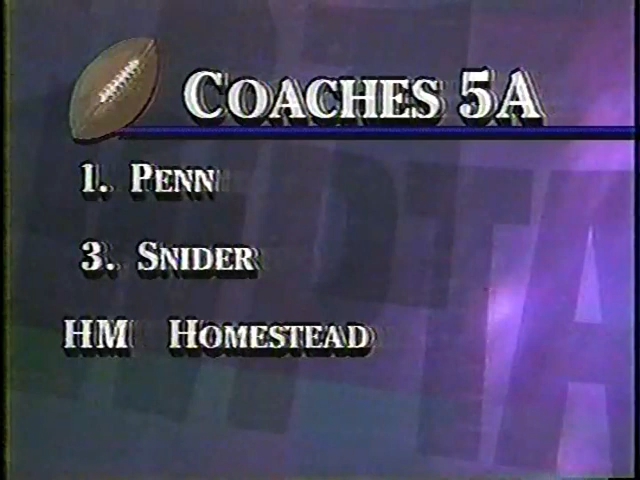 COACHES 5A
1. PENN
3. SNIDER
HM HOMESTEAD